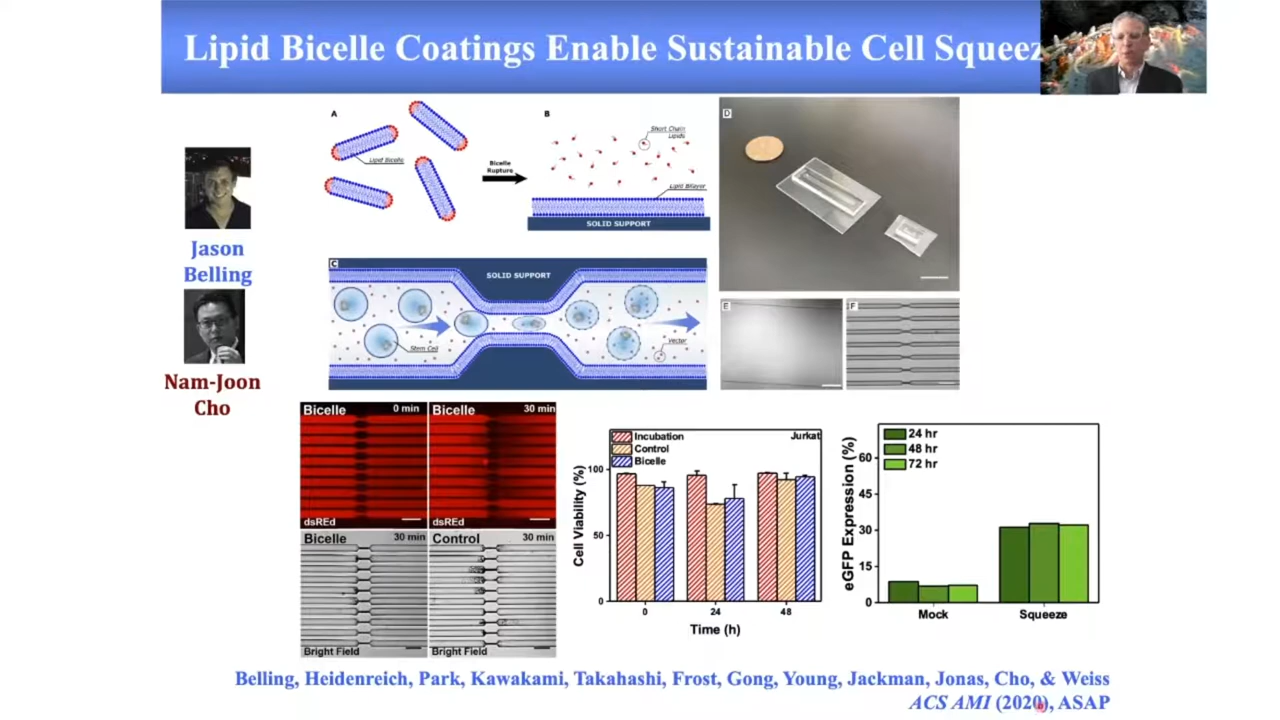 Lipid Bicelle Coatings Enable Sustainable Cell Squeez
Jason
Belling
Nam-Joon
Cho
A
Lipid Bicelle
Bicelle
Rupture
B
Short Chain
Lipids
Lipid Bilayer
SOLID SUPPORT
C
SOLID SUPPORT
Stem Cell
Vector
D
E
F
Bicelle 0 min
dsREd
Bicelle 30 min
dsREd
Bicelle 30 min
Bright Field
Control 30 min
Bright Field
Incubation
Control
Bicelle
Jurkat
Cell Viability (%)
100
50
0
0 24 48
Time (h)
24 hr
48 hr
72 hr
eGFP Expression (%)
60
45
30
15
0
Mock Squeeze
Belling, Heidenreich, Park, Kawakami, Takahashi, Frost, Gong, Young, Jackman, Jonas, Cho, & Weiss
ACS AMI (2020), ASAP